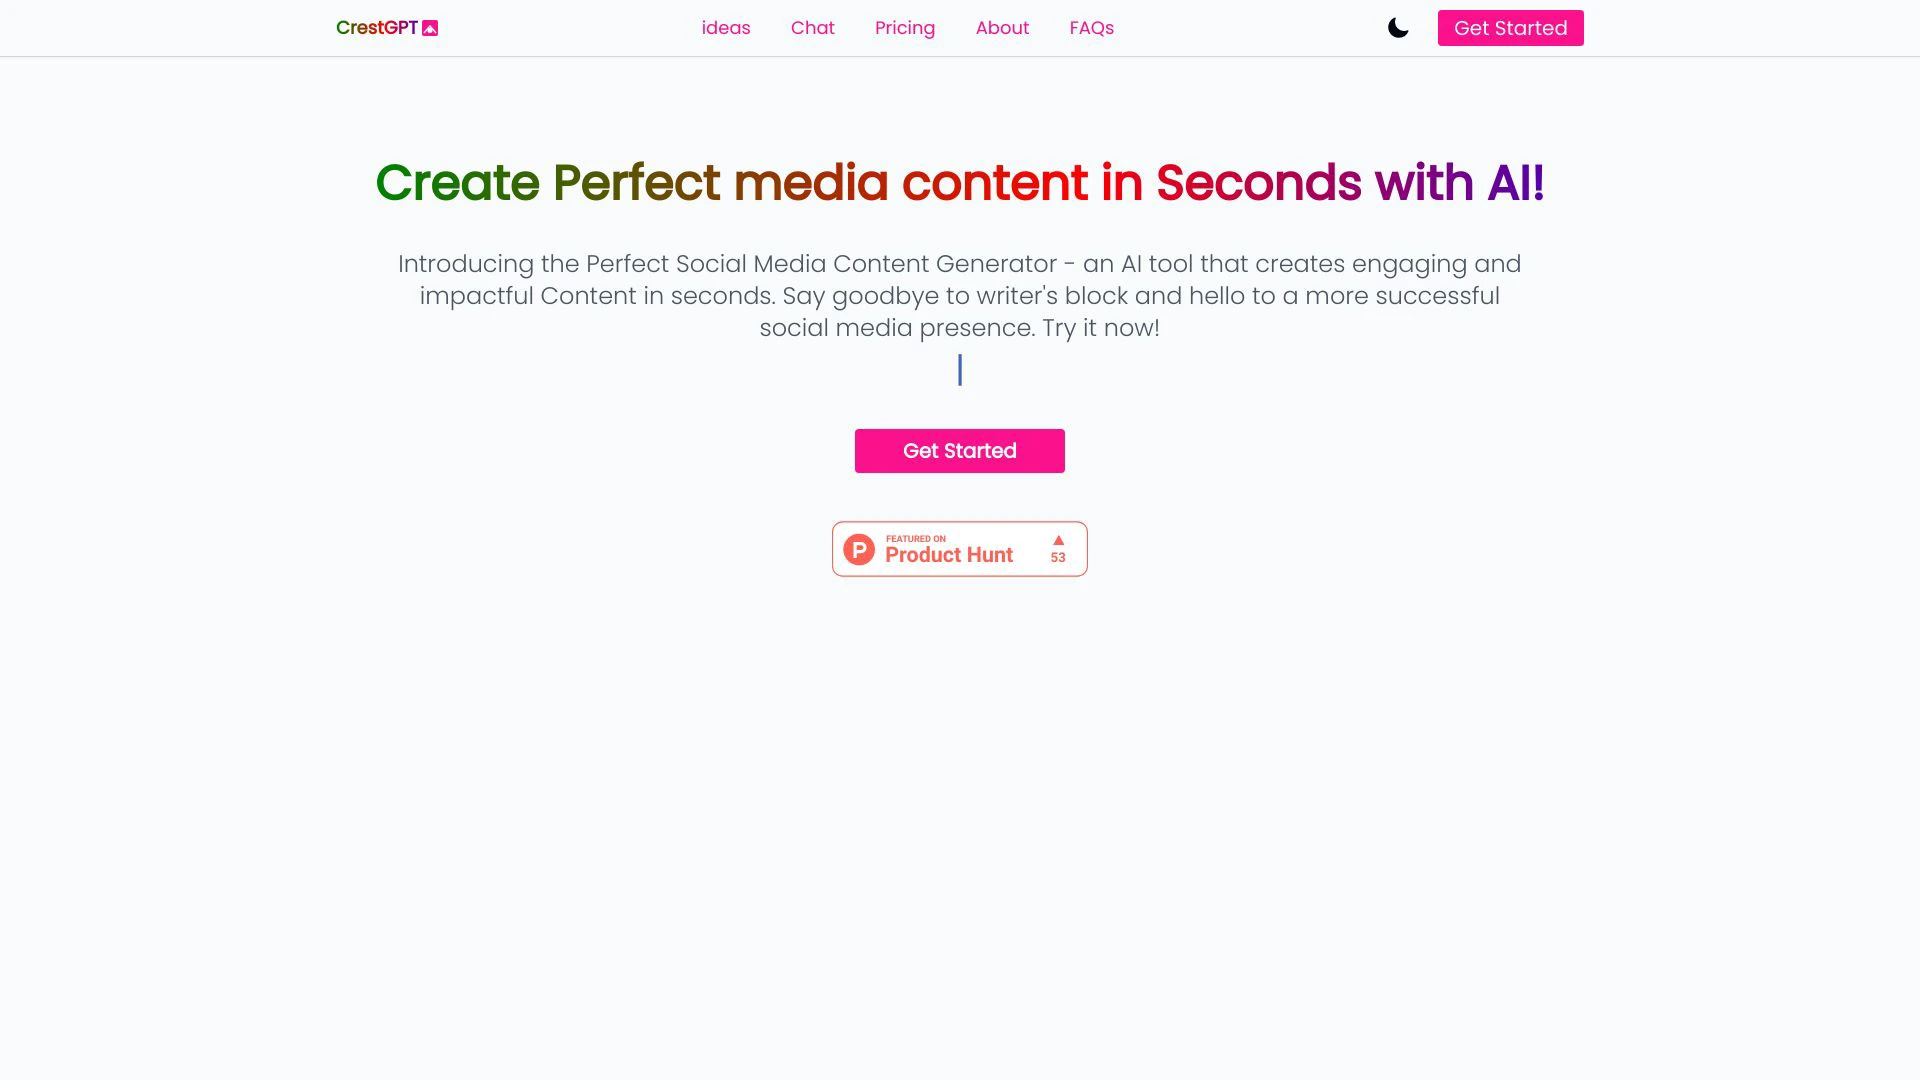 CrestGPT
ideas
Chat
Pricing
About
FAQs
Get Started
Create Perfect media content in Seconds with AI!
Introducing the Perfect Social Media Content Generator - an AI tool that creates engaging and
impactful Content in seconds. Say goodbye to writer's block and hello to a more successful
social media presence. Try it now!
Get Started
P
FEATURED ON
Product Hunt
53